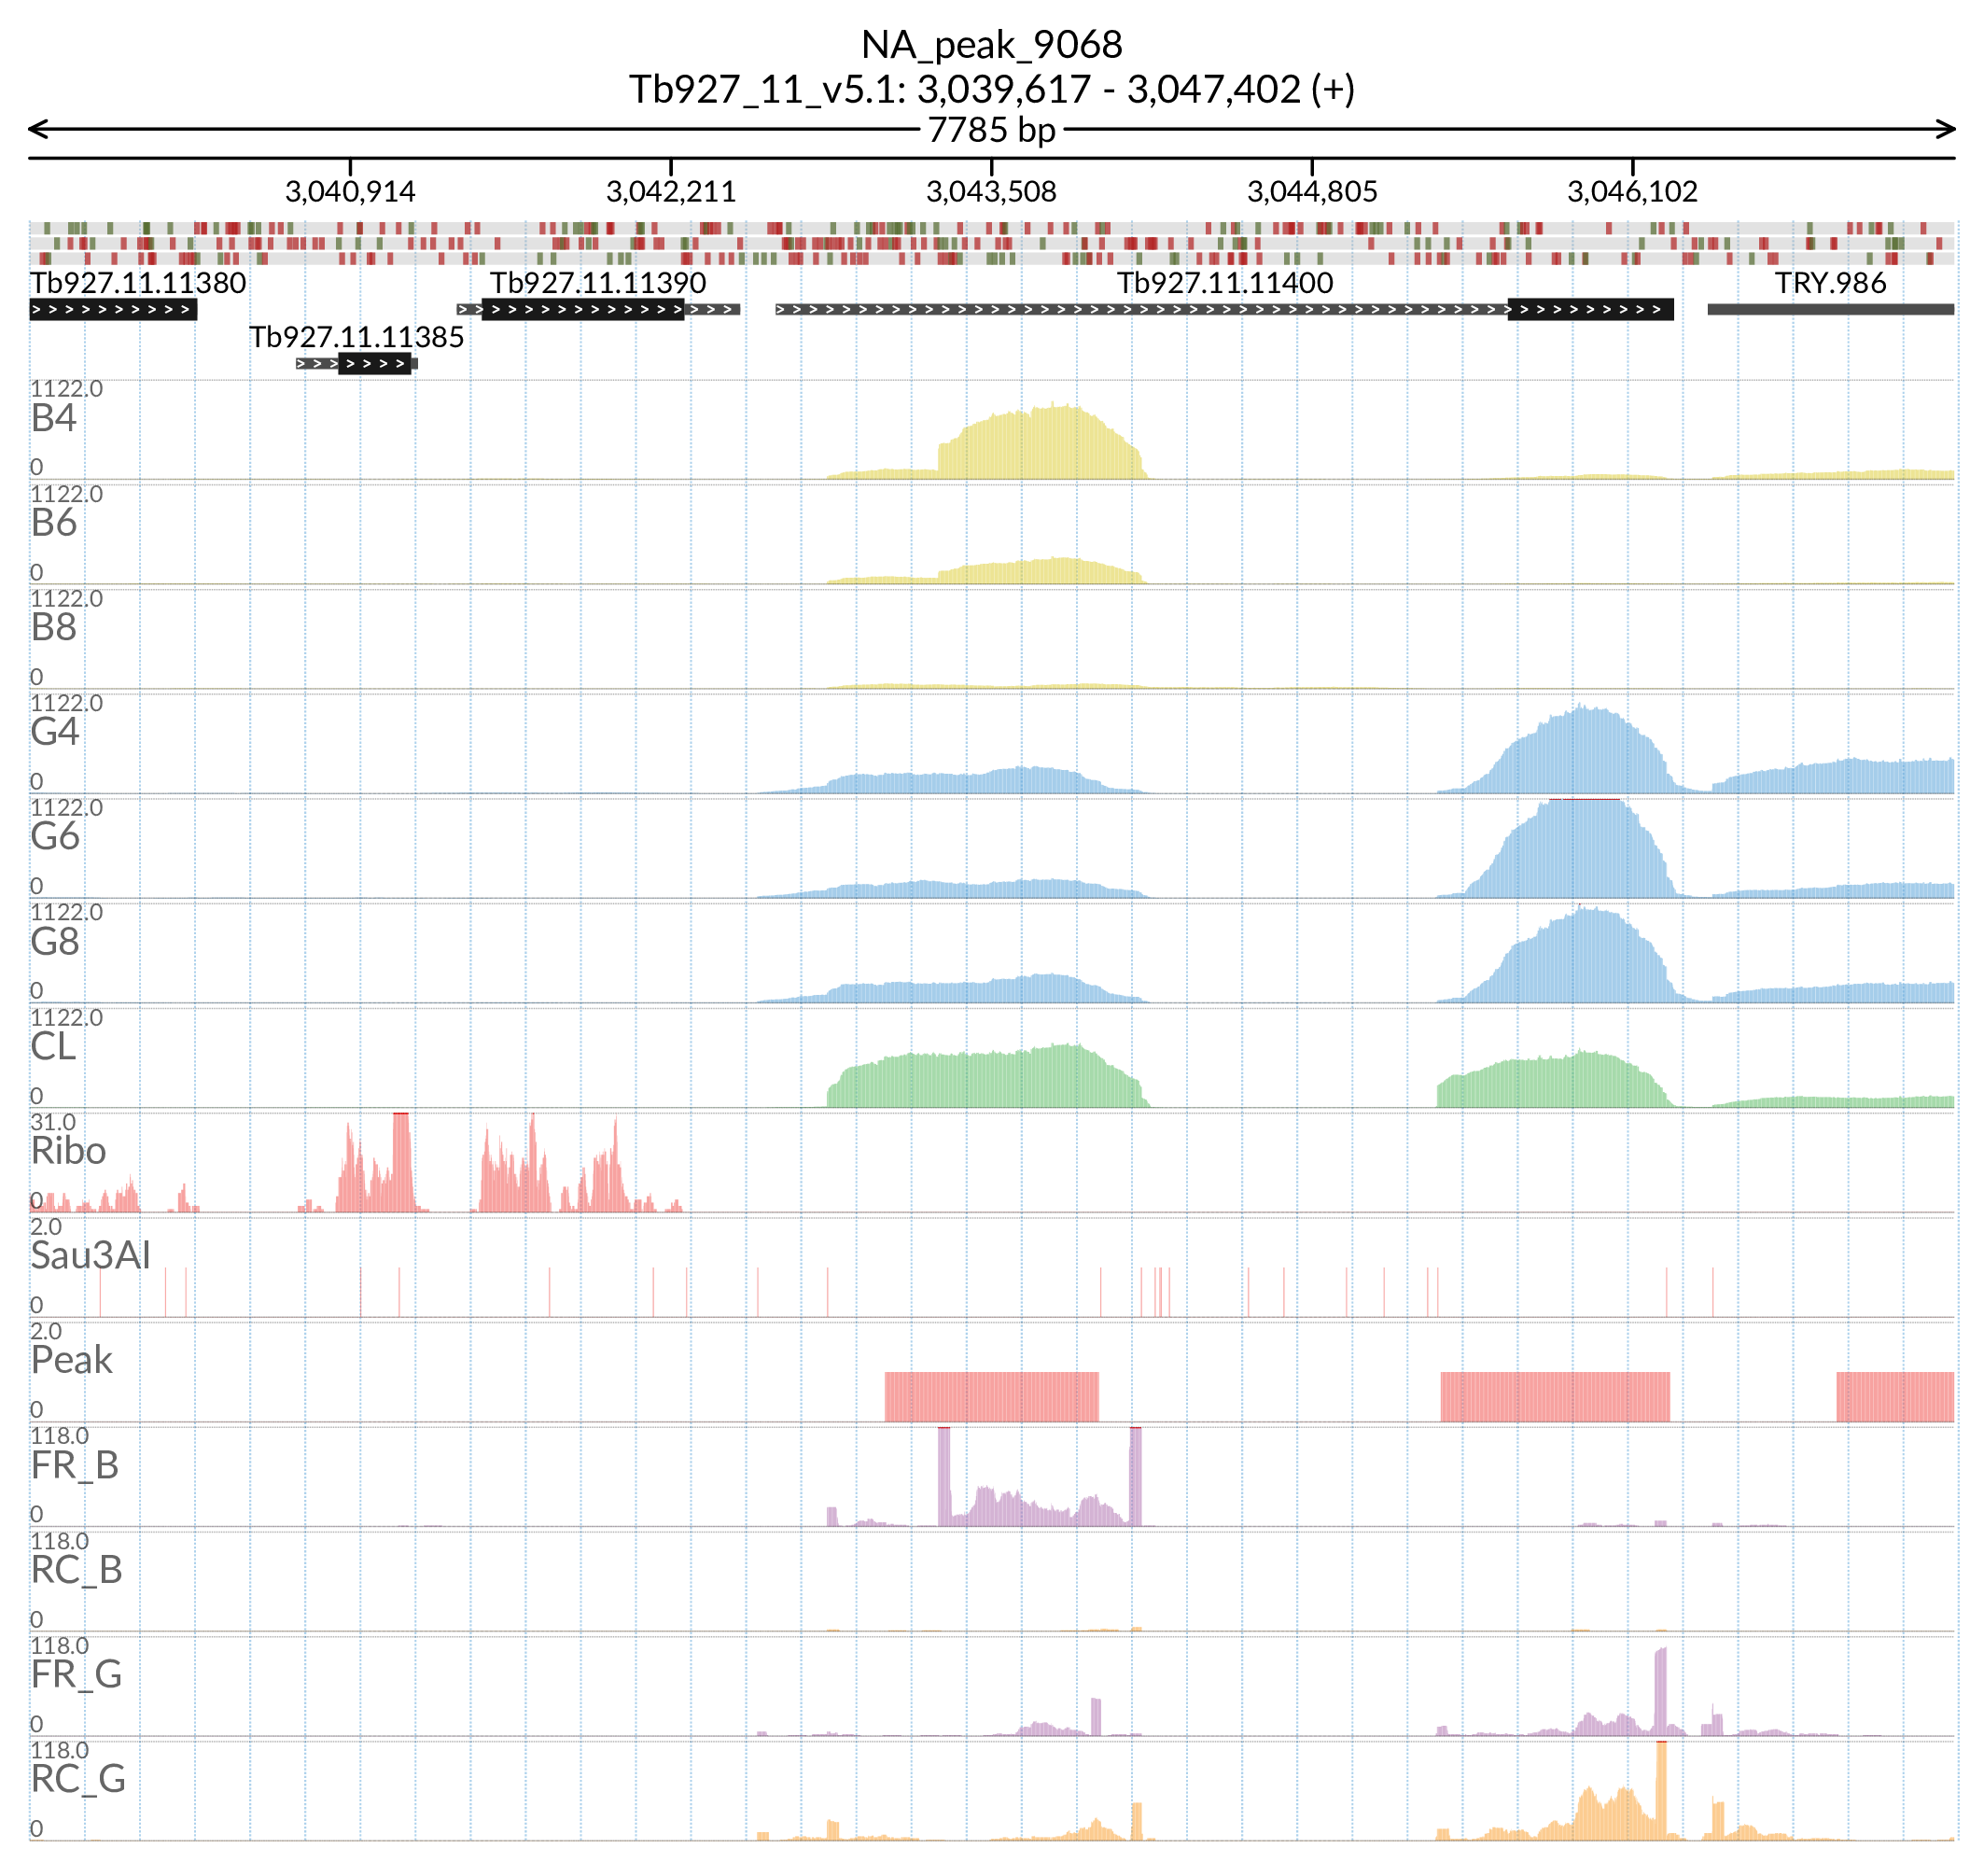 NA_peak_9068
Tb927_11_v5.1: 3,039,617 - 3,047,402 (+)
7785 bp
3,040,914 3,042,211 3,043,508 3,044,805 3,046,102
Tb927.11.11380 Tb927.11.11390 Tb927.11.11400 TRY.986
Tb927.11.11385
1122.0
B4
0
1122.0
B6
0
1122.0
B8
0
1122.0
G4
0
1122.0
G6
0
1122.0
G8
0
1122.0
CL
0
31.0
Ribo
0
2.0
Sau3AI
0
2.0
Peak
0
118.0
FR_B
0
118.0
RC_B
0
118.0
FR_G
0
118.0
RC_G
0